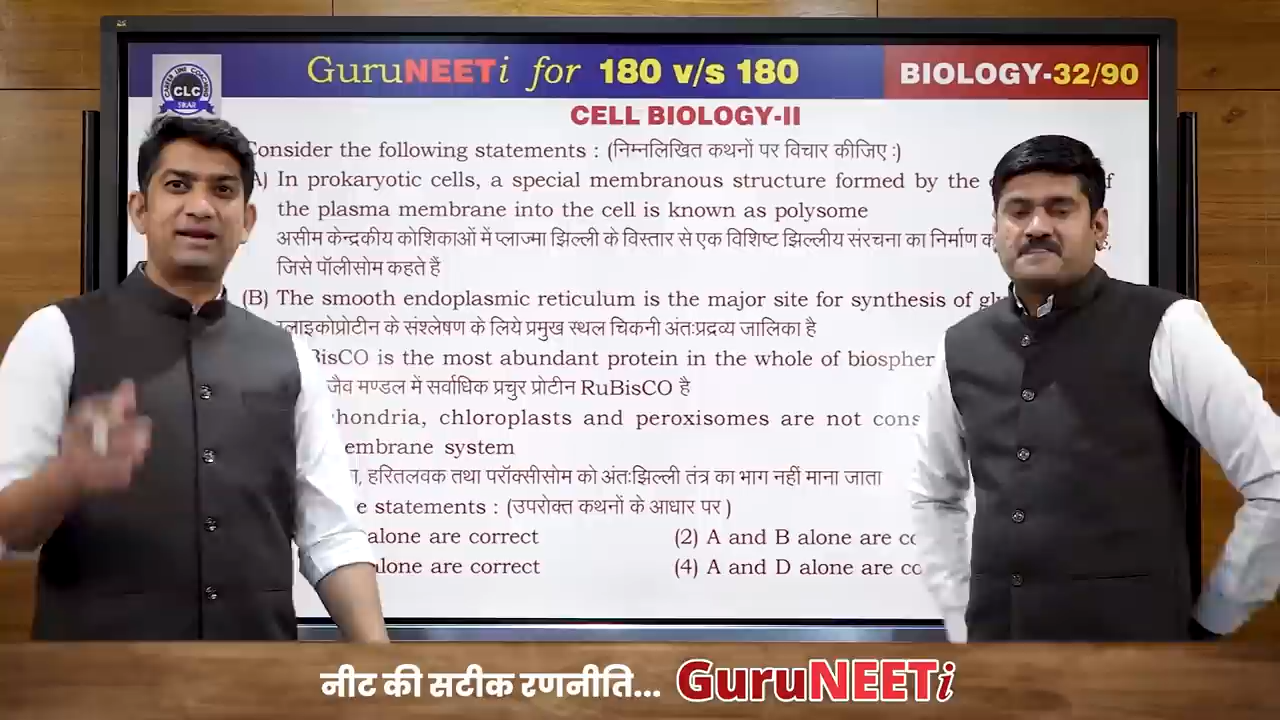 GuruNEETi for 180 v/s 180
BIOLOGY-32/90
CLC
SIKAR
CELL BIOLOGY-II
Consider the following statements : (निम्नलिखित कथनों पर विचार कीजिए :)
A) In prokaryotic cells, a special membranous structure formed by the
the plasma membrane into the cell is known as polysome
असीम केन्द्रकीय कोशिकाओं में प्लाज्मा झिल्ली के विस्तार से एक विशिष्ट झिल्लीय संरचना का निर्माण
जिसे पॉलीसोम कहते हैं
(B) The smooth endoplasmic reticulum is the major site for synthesis of
ग्लाइकोप्रोटीन के संश्लेषण के लिये प्रमुख स्थल चिकनी अंतःप्रद्रव्य जालिका है
BisCO is the most abundant protein in the whole of biospher
जैव मण्डल में सर्वाधिक प्रचुर प्रोटीन RuBisCO है
chondria, chloroplasts and peroxisomes are not cons
embrane system
हरितलवक तथा परॉक्सीसोम को अंतःझिल्ली तंत्र का भाग नहीं माना जाता
e statements : (उपरोक्त कथनों के आधार पर )
alone are correct
(2) A and B alone are co
alone are correct
(4) A and D alone are co
नीट की सटीक रणनीति... GuruNEETi